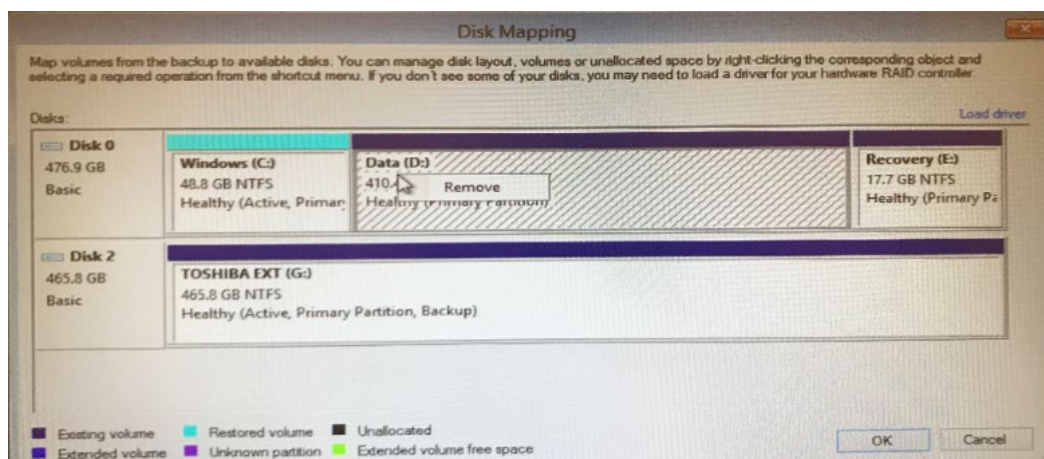 Disk Mapping
Map volumes from the backup to available disks. You can manage disk layout, volumes or unallocated space by right-clicking the corresponding object and
selecting a required operation from the shortcut menu. If you don't see some of your disks, you may need to load a driver for your hardware RAID controller.
Disks:
Load driver
Disk 0
476.9 GB
Basic
Windows (C:)
48.8 GB NTFS
Healthy (Active, Primar
Data (D:)
410.
Remove
Healthy (Primary Partition)
Recovery (E:)
17.7 GB NTFS
Healthy (Primary Pa
Disk 2
465.8 GB
Basic
TOSHIBA EXT (G:)
465.8 GB NTFS
Healthy (Active, Primary Partition, Backup)
Existing volume
Restored volume
Unallocated
Extended volume
Unknown partition
Extended volume free space
OK
Cancel